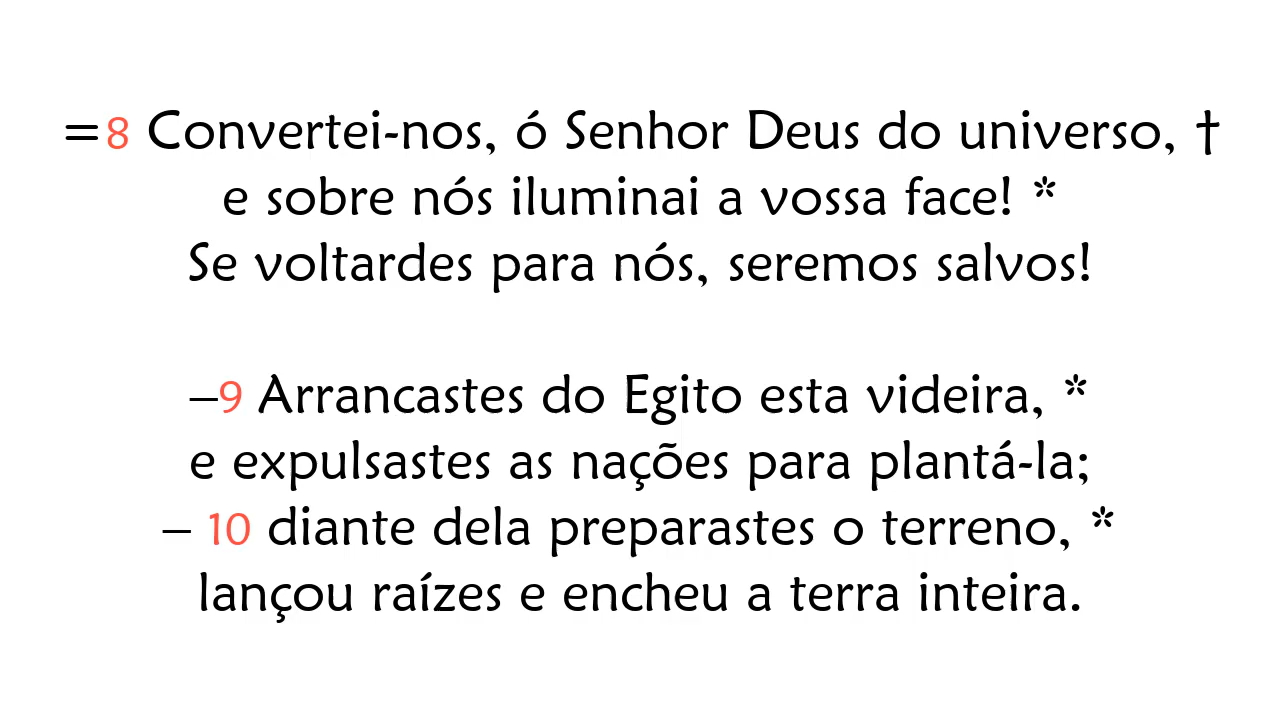 =8 Convertei-nos, ó Senhor Deus do universo, †
e sobre nós iluminai a vossa face! *
Se voltardes para nós, seremos salvos!
–9 Arrancastes do Egito esta videira, *
e expulsastes as nações para plantá-la;
– 10 diante dela preparastes o terreno, *
lançou raízes e encheu a terra inteira.